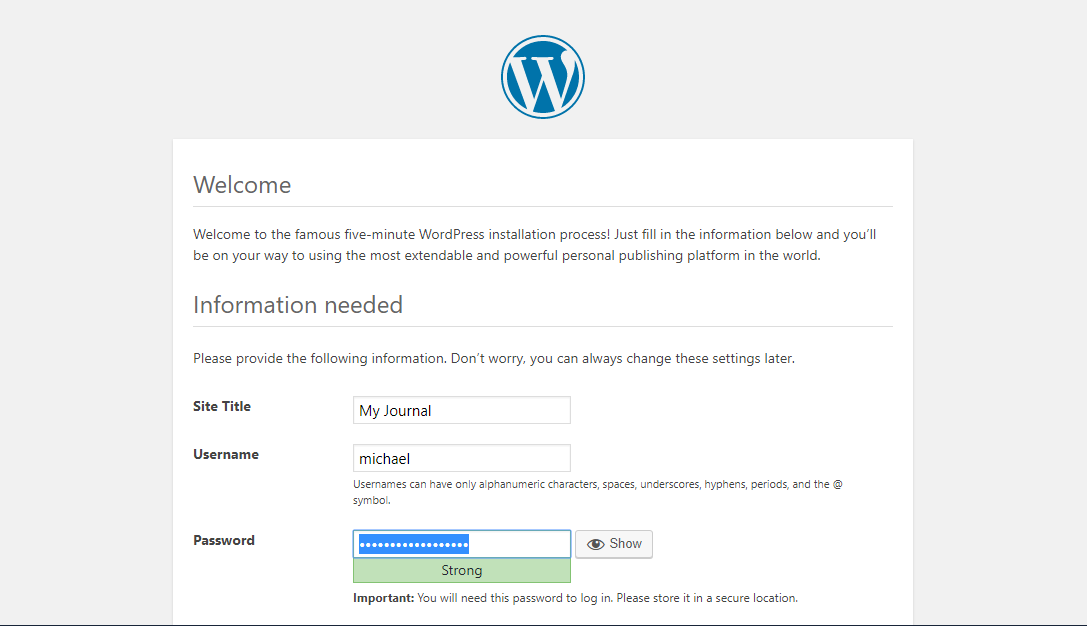 Welcome
Welcome to the famous five-minute WordPress installation process! Just fill in the information below and you’ll
be on your way to using the most extendable and powerful personal publishing platform in the world.
Information needed
Please provide the following information. Don’t worry, you can always change these settings later.
Site Title
My Journal
Username
michael
Usernames can have only alphanumeric characters, spaces, underscores, hyphens, periods, and the @
symbol.
Password
••••••••••••••••••
Show
Strong
Important: You will need this password to log in. Please store it in a secure location.